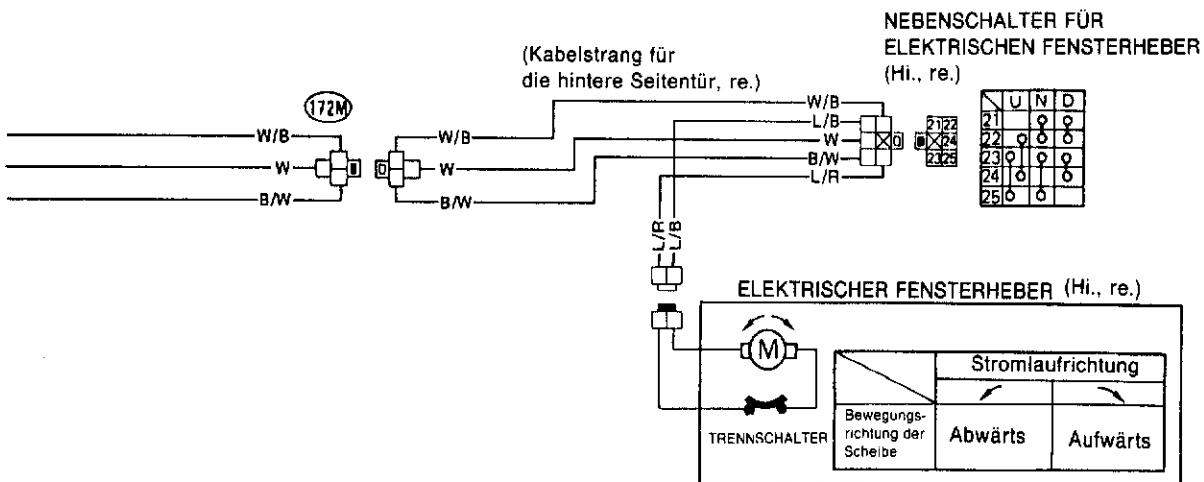 NEBENSCHALTER FÜR
ELEKTRISCHEN FENSTERHEBER
(Hi., re.)
(Kabelstrang für
die hintere Seitentür, re.)
172M
W/B
W
B/W
W/B
W
B/W
W/B
L/B
W
B/W
L/R
21 22
24
23 25
U N D
21
22
23
24
25
L/R
L/B
ELEKTRISCHER FENSTERHEBER (Hi., re.)
M
TRENNSCHALTER
Stromlaufrichtung
Bewegungs-
richtung der
Scheibe
Abwärts
Aufwärts